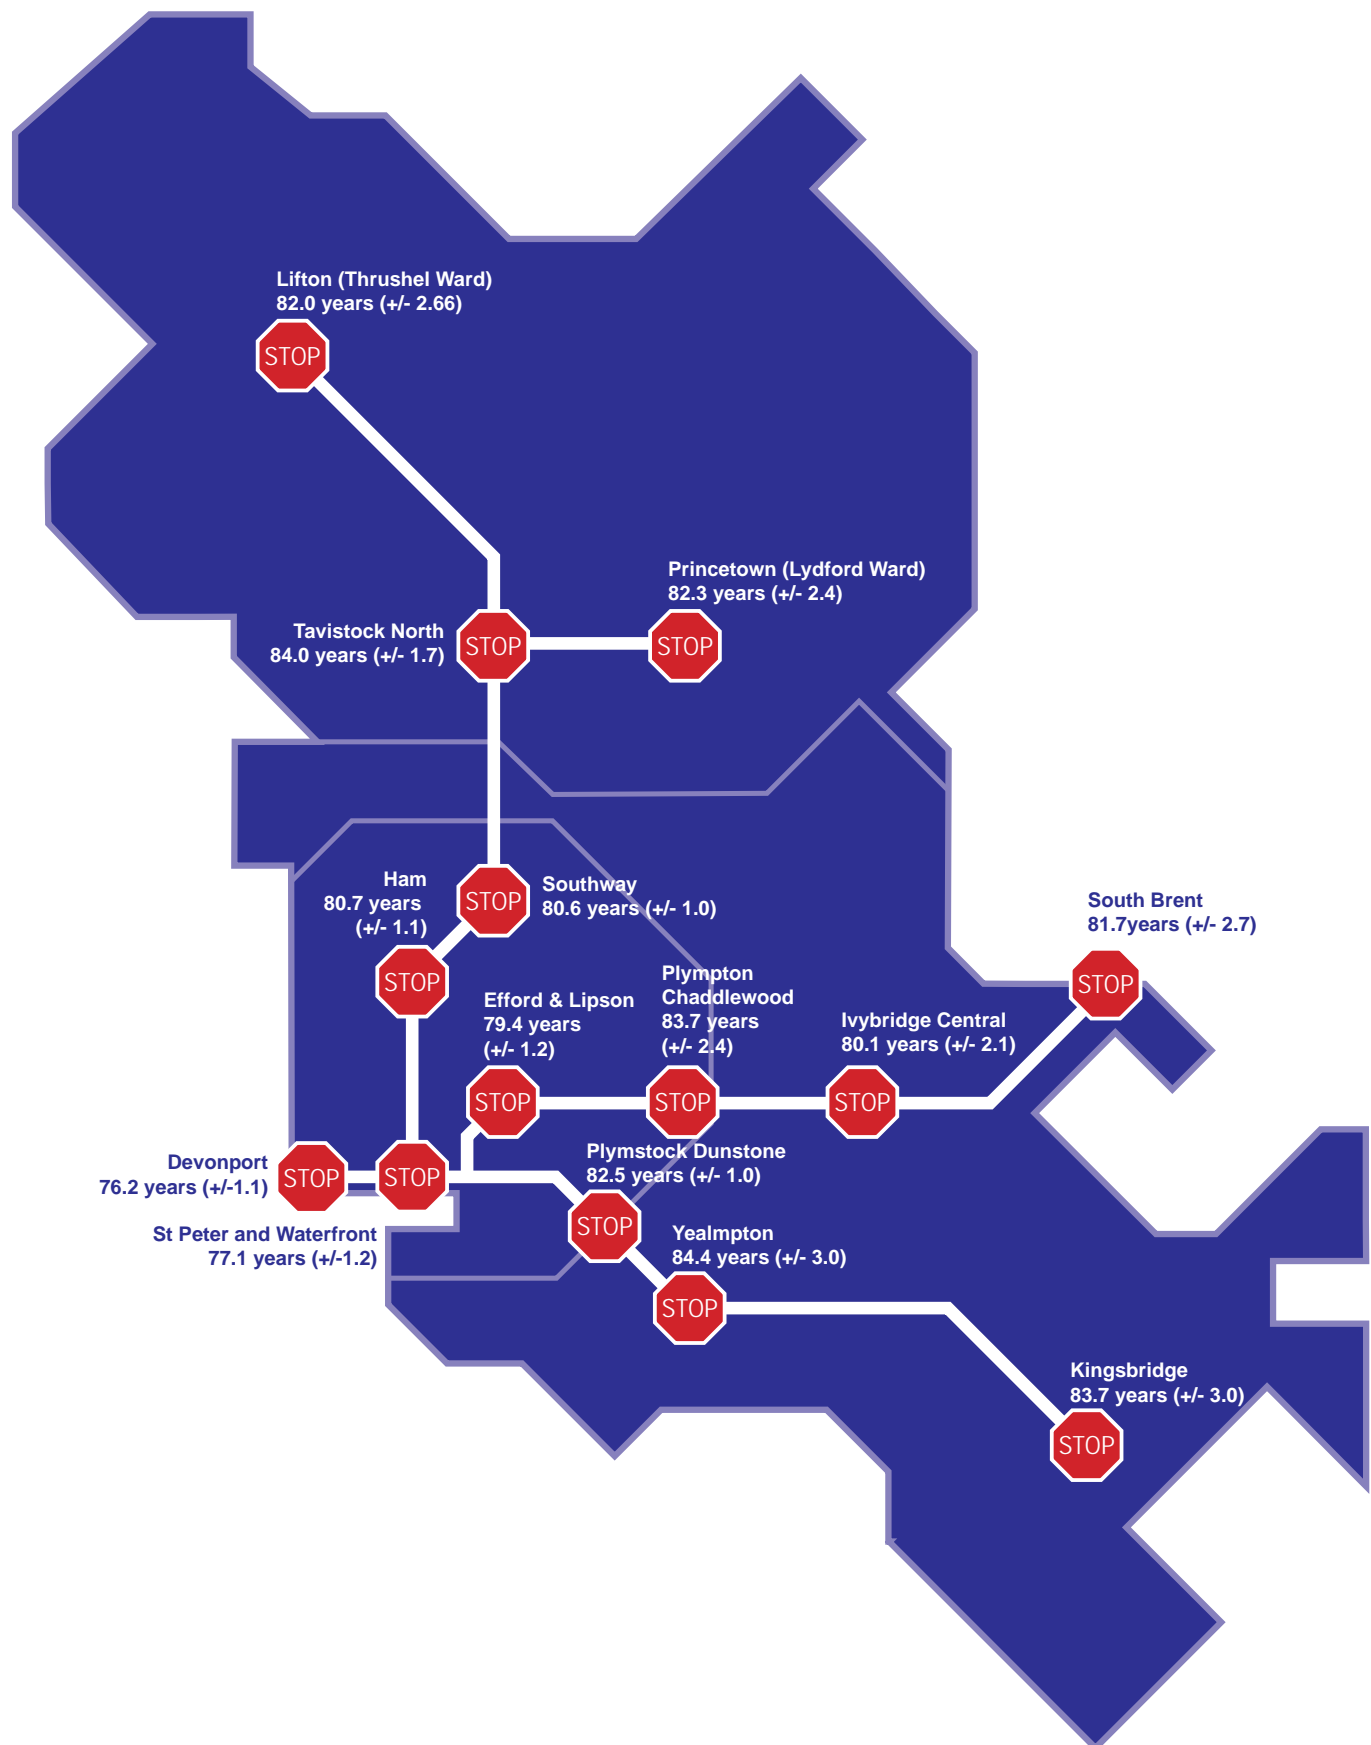 Lifton (Thrushel Ward)
82.0 years (+/- 2.66)
STOP
Princetown (Lydford Ward)
82.3 years (+/- 2.4)
STOP
Tavistock North
84.0 years (+/- 1.7)
STOP
Ham
80.7 years
(+/- 1.1)
STOP
Southway
80.6 years (+/- 1.0)
STOP
South Brent
81.7years (+/- 2.7)
STOP
Efford & Lipson
79.4 years
(+/- 1.2)
STOP
Plympton
Chaddlewood
83.7 years
(+/- 2.4)
STOP
Ivybridge Central
80.1 years (+/- 2.1)
STOP
Devonport
76.2 years (+/-1.1)
STOP
St Peter and Waterfront
77.1 years (+/-1.2)
STOP
Plymstock Dunstone
82.5 years (+/- 1.0)
STOP
Yealmpton
84.4 years (+/- 3.0)
STOP
Kingsbridge
83.7 years (+/- 3.0)
STOP